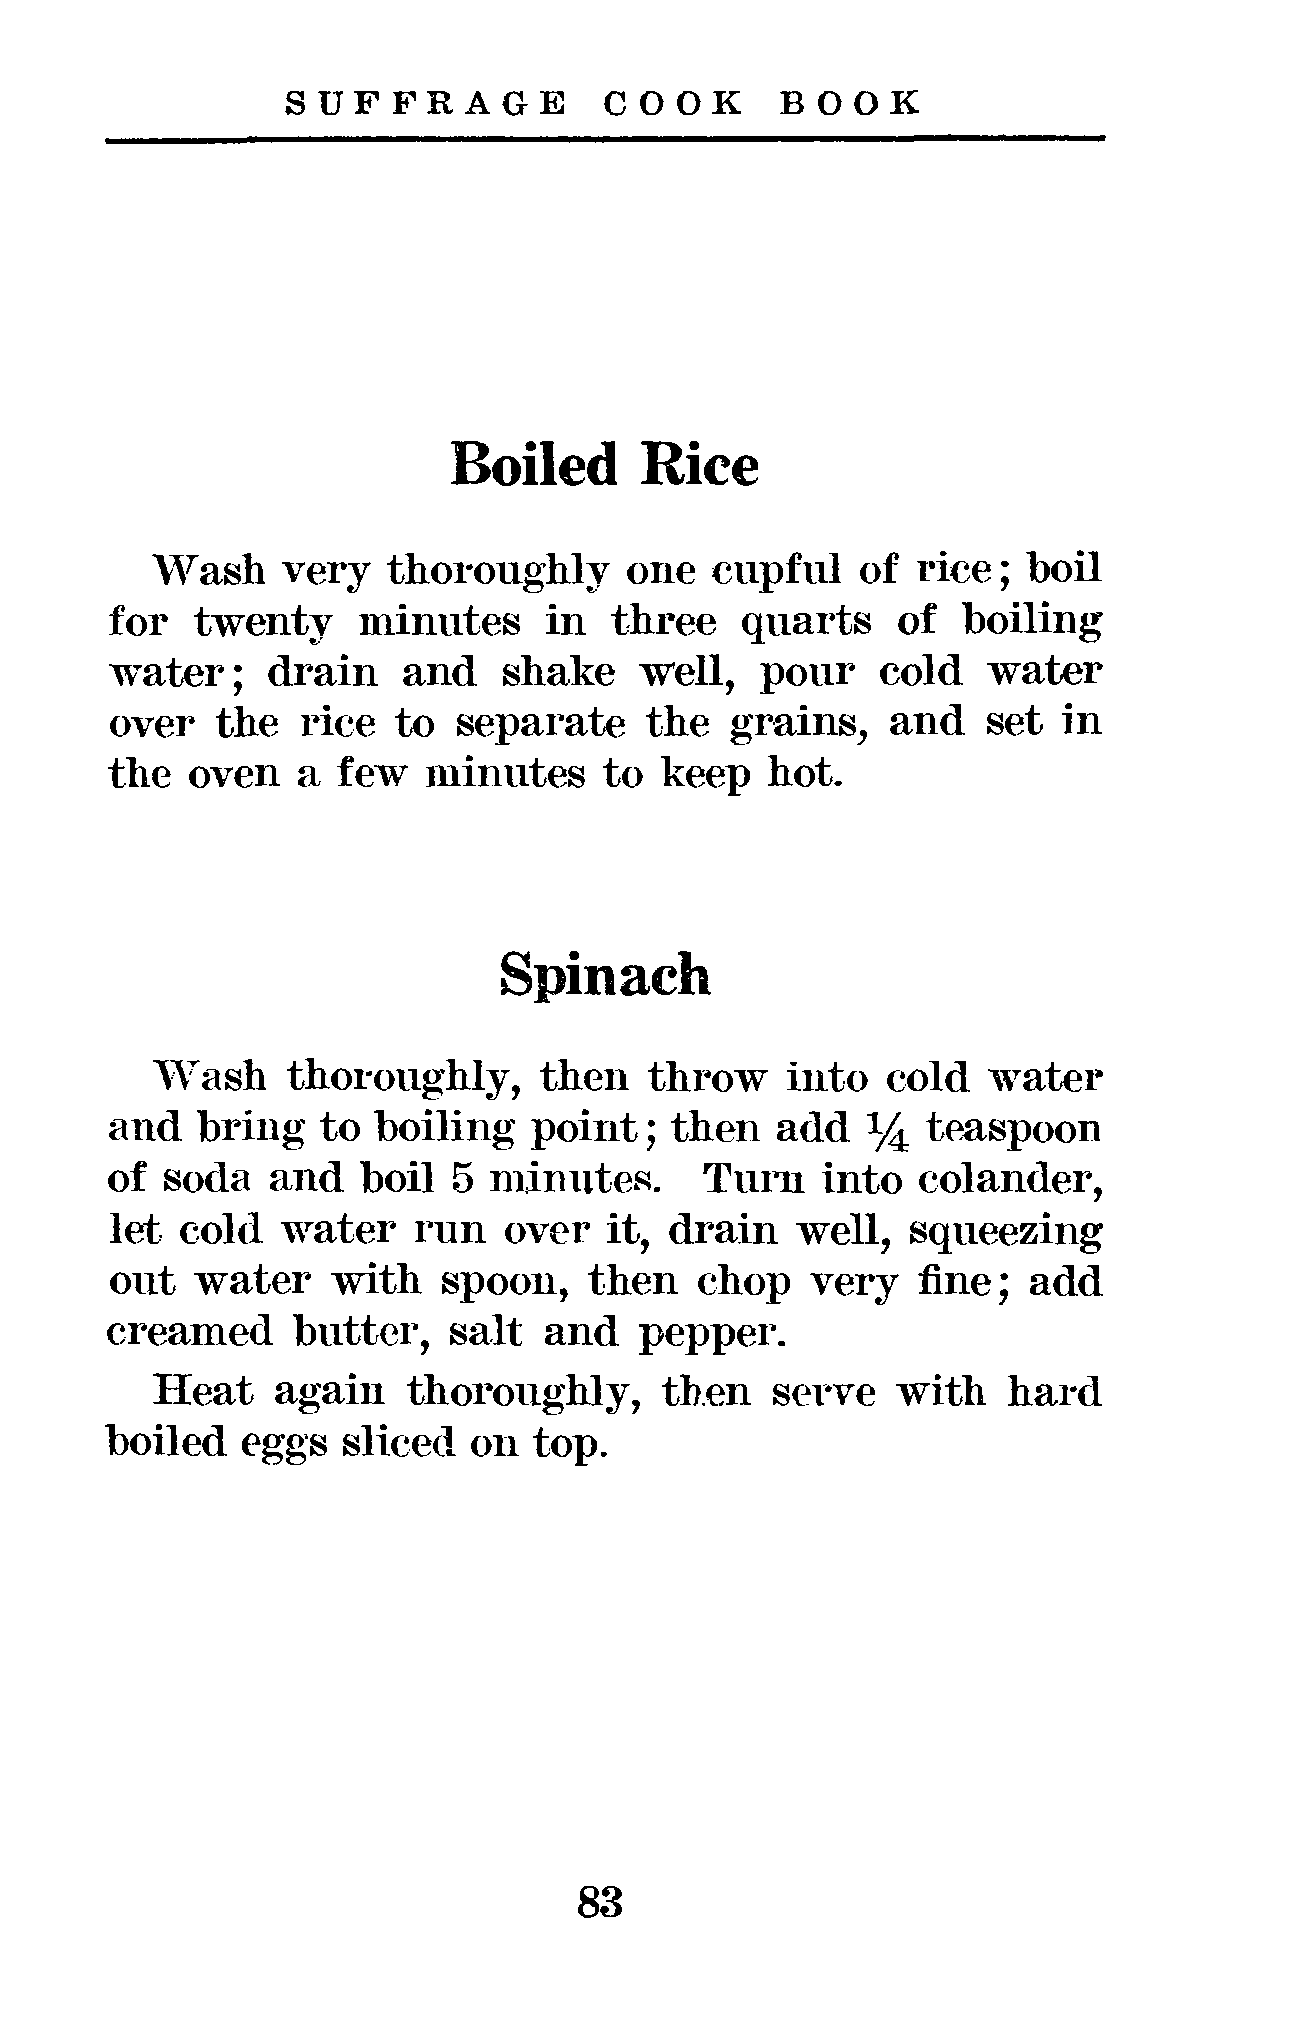 SUFFRAGE COOK BOOK
Boiled Rice
Wash very thoroughly one cupful of rice; boil
for twenty minutes in three quarts of boiling
water; drain and shake well, pour cold water
over the rice to separate the grains, and set in
the oven a few minutes to keep hot.
Spinach
Wash thoroughly, then throw into cold water
and bring to boiling point; then add ¼ teaspoon
of soda and boil 5 minutes. Turn into colander,
let cold water run over it, drain well, squeezing
out water with spoon, then chop very fine; add
creamed butter, salt and pepper.
Heat again thoroughly, then serve with hard
boiled eggs sliced on top.
83